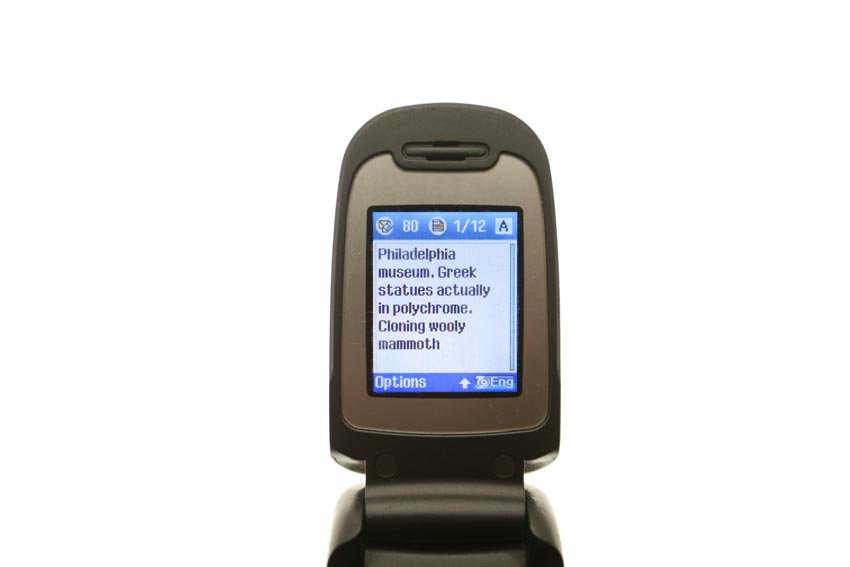 80 1/12 A
Philadelphia
museum. Greek
statues actually
in polychrome.
Cloning wooly
mammoth
Options Eng